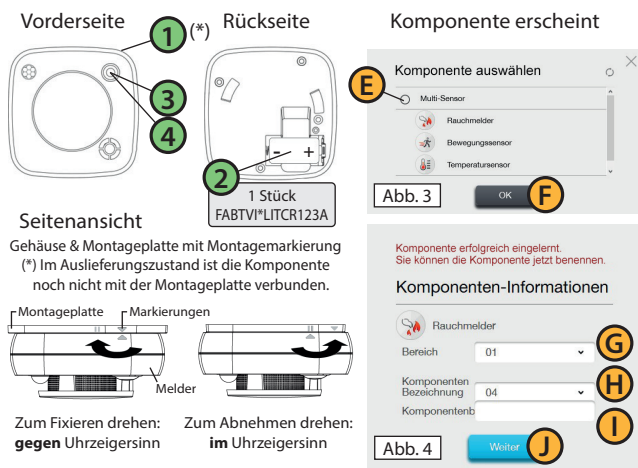 Vorderseite
Rückseite
Komponente erscheint
1 (*)
3
4
2
- +
1 Stück
FABTVI*LITCR123A
Komponente auswählen
E
Multi-Sensor
Rauchmelder
Bewegungssensor
Temperatursensor
Abb. 3
OK
F
Seitenansicht
Gehäuse & Montageplatte mit Montagemarkierung
(*) Im Auslieferungszustand ist die Komponente
noch nicht mit der Montageplatte verbunden.
Montageplatte
Markierungen
Melder
Zum Fixieren drehen:
gegen Uhrzeigersinn
Zum Abnehmen drehen:
im Uhrzeigersinn
Komponente erfolgreich eingelernt.
Sie können die Komponente jetzt benennen.
Komponenten-Informationen
Rauchmelder
Bereich 01
G
Komponenten
Bezeichnung 04
H
Komponentenb
I
Abb. 4
Weiter
J